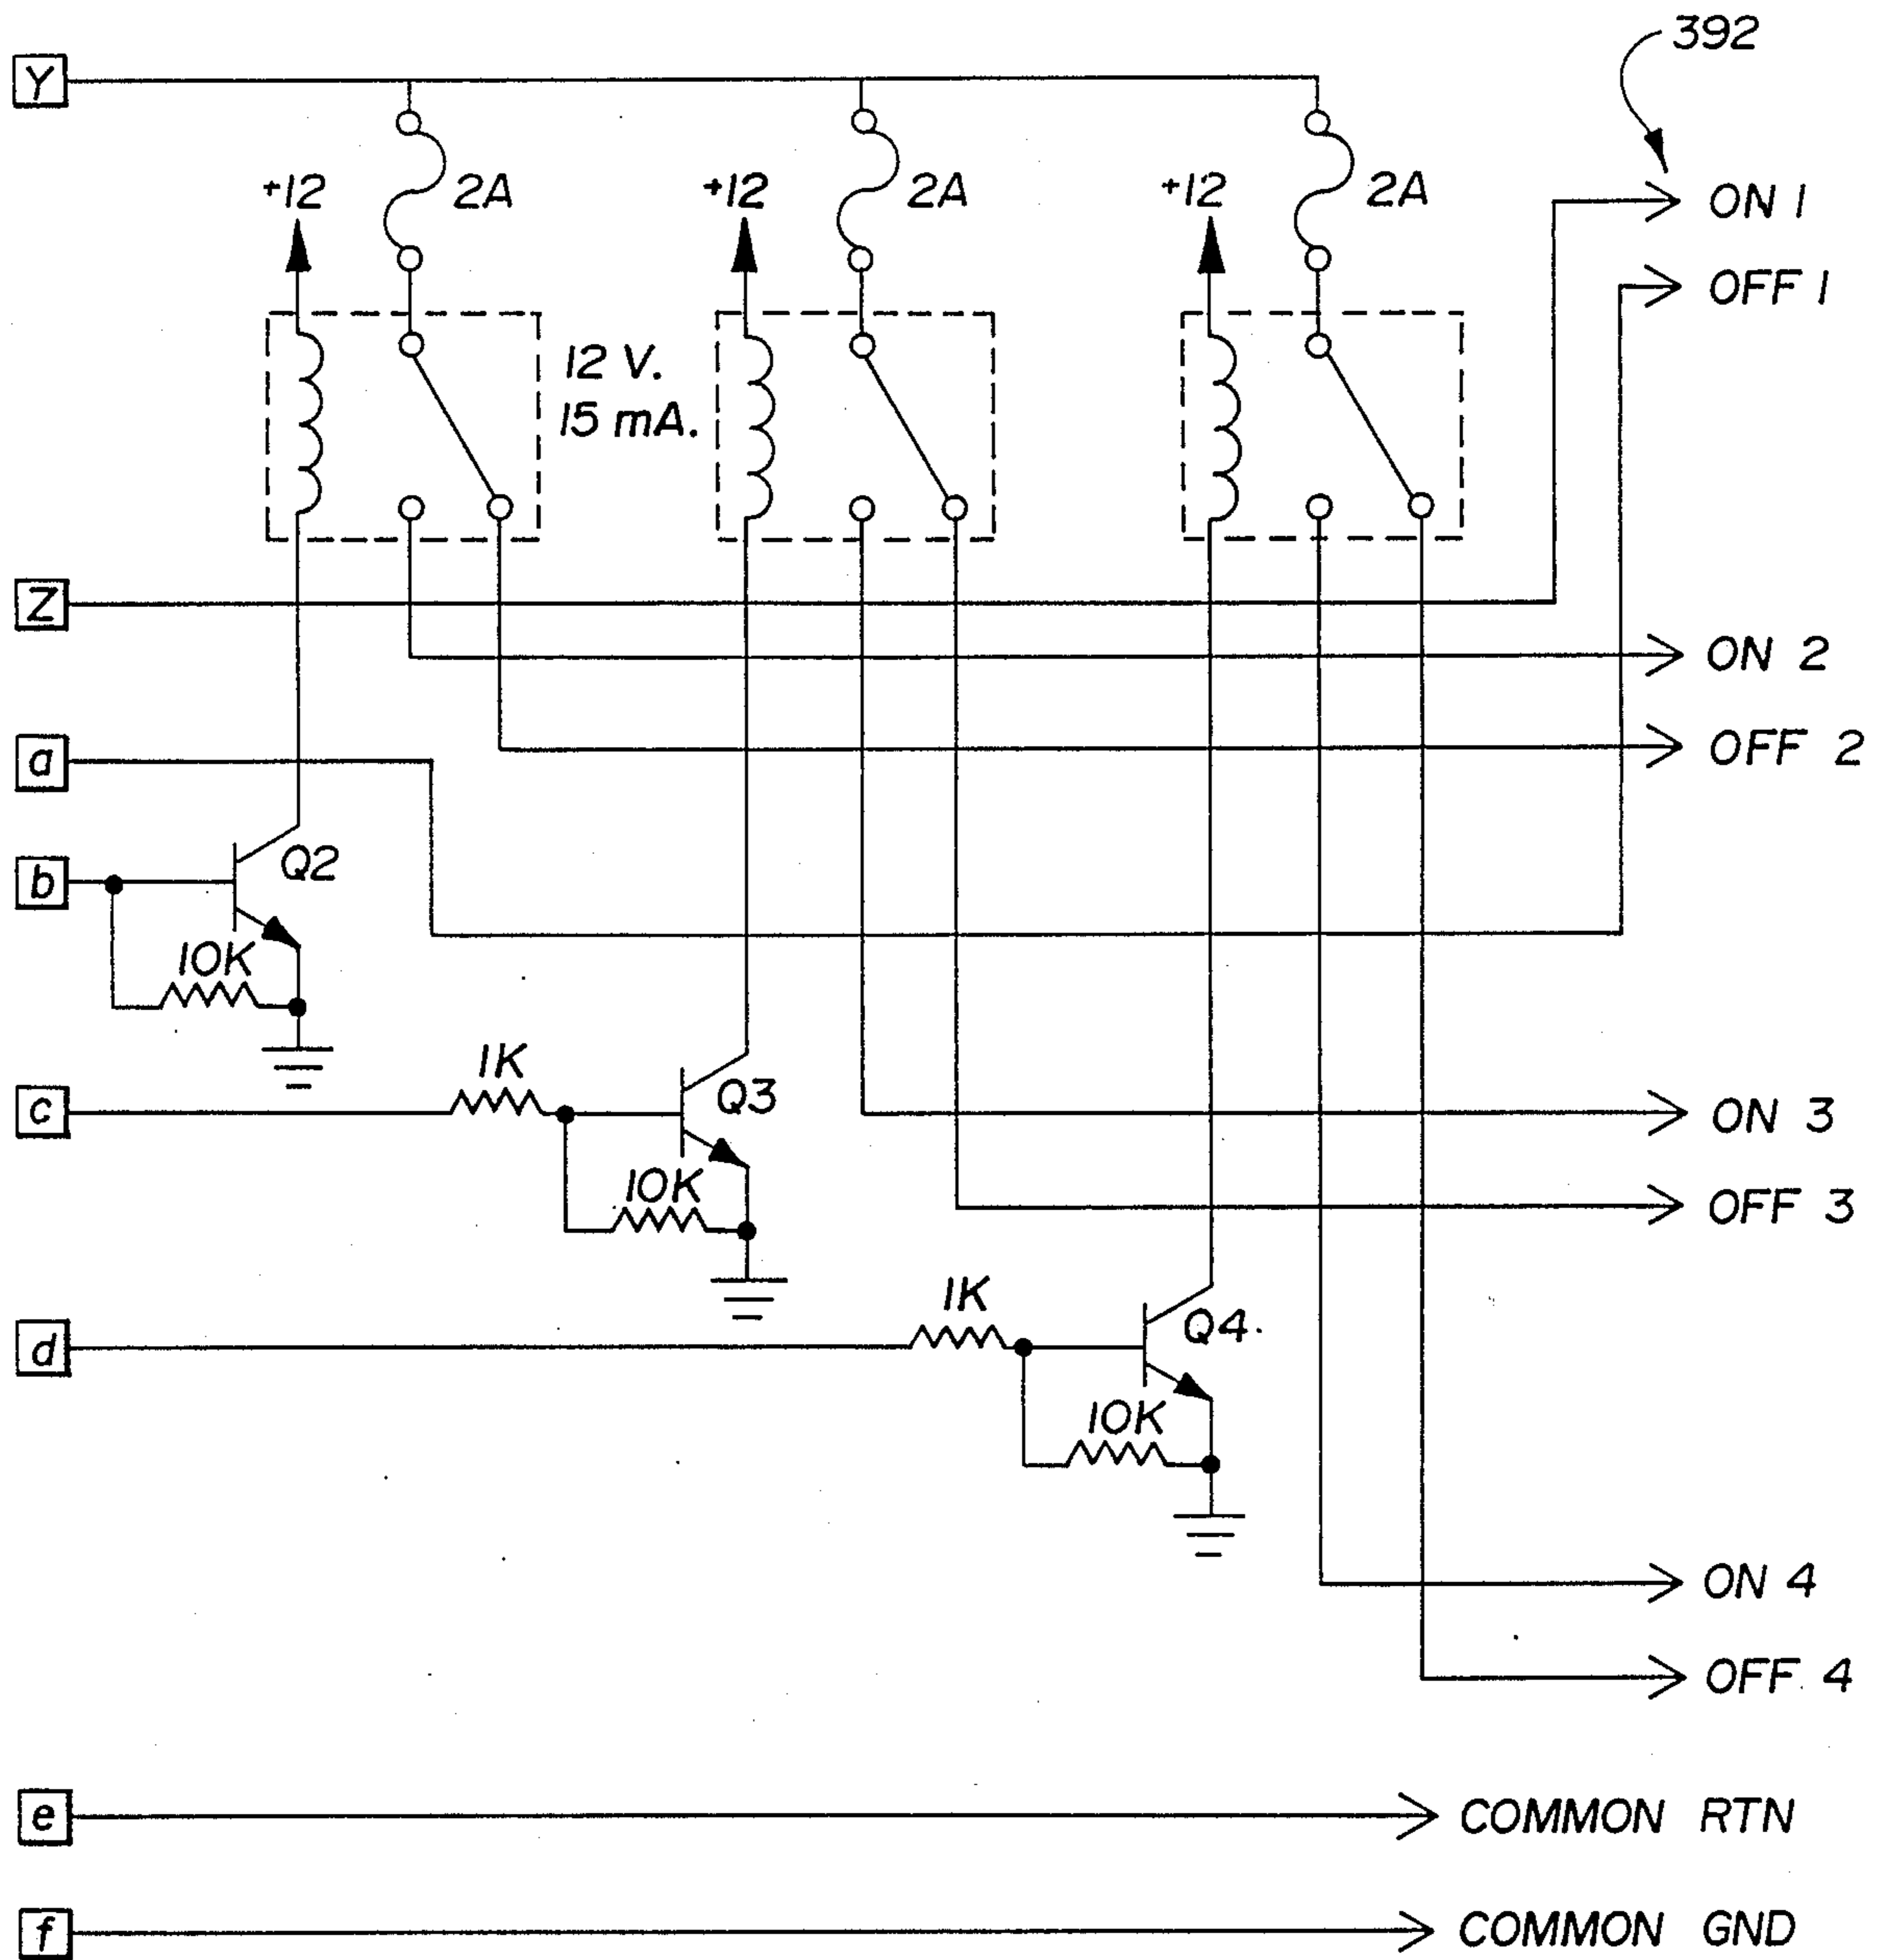 392
Y
+12
2A
+12
2A
+12
2A
ON 1
OFF 1
12 V.
15 mA.
Z
ON 2
a
OFF 2
b
Q2
10K
c
1K
Q3
ON 3
10K
OFF 3
d
1K
Q4.
10K
ON 4
OFF 4
e
COMMON RTN
f
COMMON GND